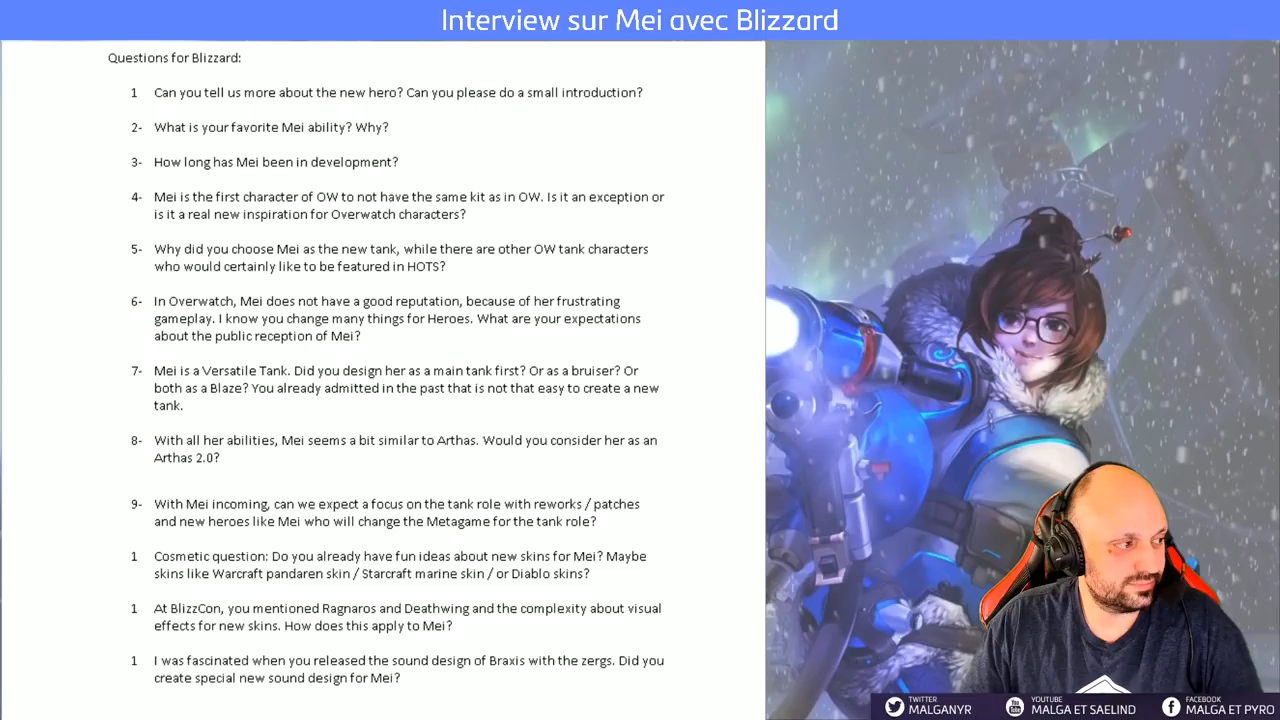 Interview sur Mei avec Blizzard
Questions for Blizzard:
1 Can you tell us more about the new hero? Can you please do a small introduction?
2- What is your favorite Mei ability? Why?
3- How long has Mei been in development?
4- Mei is the first character of OW to not have the same kit as in OW. Is it an exception or
is it a real new inspiration for Overwatch characters?
5- Why did you choose Mei as the new tank, while there are other OW tank characters
who would certainly like to be featured in HOTS?
6- In Overwatch, Mei does not have a good reputation, because of her frustrating
gameplay. I know you change many things for Heroes. What are your expectations
about the public reception of Mei?
7- Mei is a Versatile Tank. Did you design her as a main tank first? Or as a bruiser? Or
both as a Blaze? You already admitted in the past that is not that easy to create a new
tank.
8- With all her abilities, Mei seems a bit similar to Arthas. Would you consider her as an
Arthas 2.0?
9- With Mei incoming, can we expect a focus on the tank role with reworks / patches
and new heroes like Mei who will change the Metagame for the tank role?
1 Cosmetic question: Do you already have fun ideas about new skins for Mei? Maybe
skins like Warcraft pandaren skin / Starcraft marine skin / or Diablo skins?
1 At BlizzCon, you mentioned Ragnaros and Deathwing and the complexity about visual
effects for new skins. How does this apply to Mei?
1 I was fascinated when you released the sound design of Braxis with the zergs. Did you
create special new sound design for Mei?
TWITTER
MALGANYR
You Tube
YOUTUBE
MALGA ET SAELIND
FACEBOOK
MALGA ET PYRO